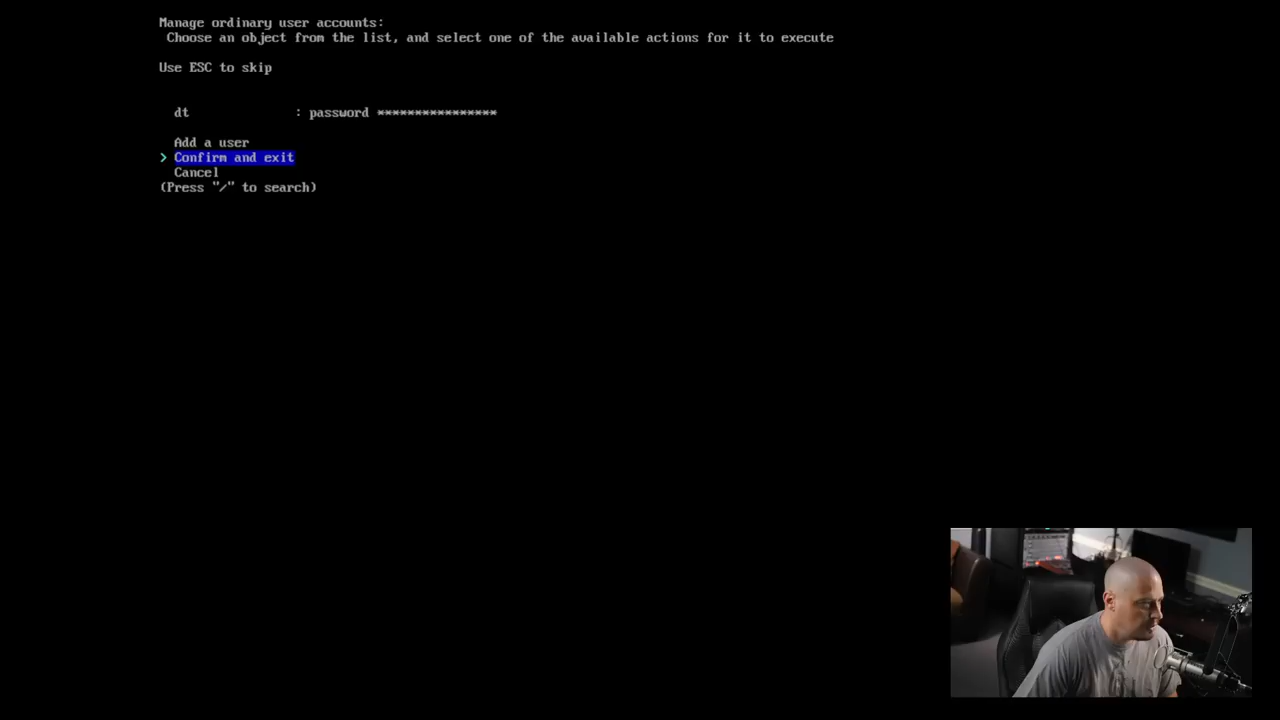 Manage ordinary user accounts:
Choose an object from the list, and select one of the available actions for it to execute
Use ESC to skip
dt : password ****************
Add a user
> Confirm and exit
Cancel
(Press "/" to search)